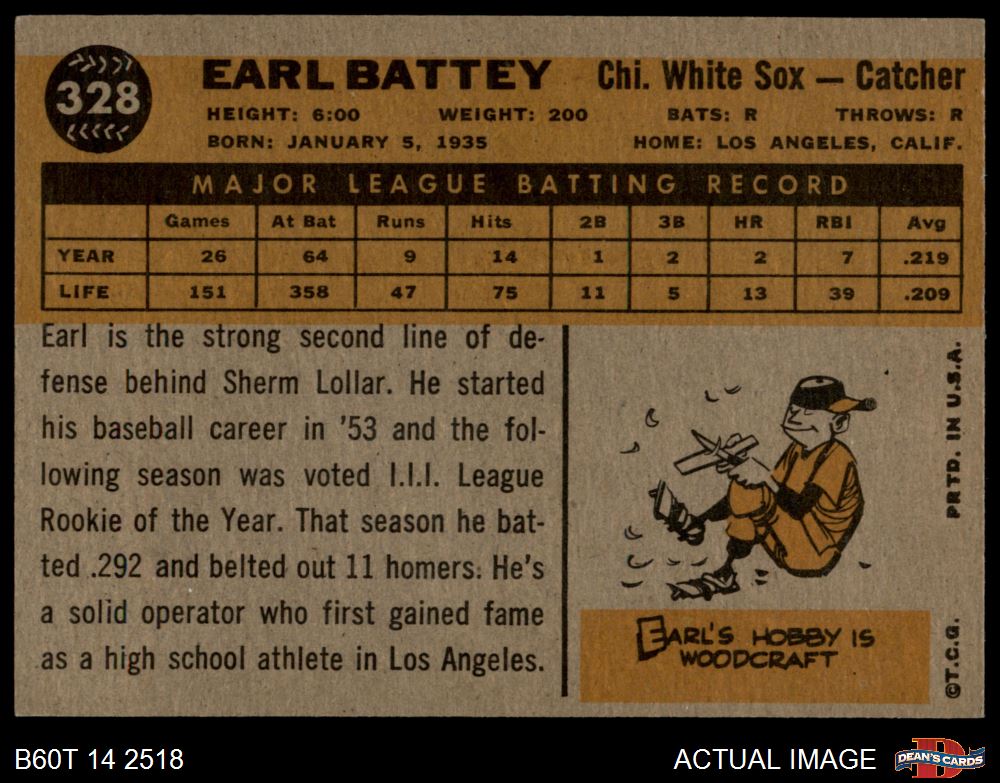 328
EARL BATTEY Chi. White Sox — Catcher
HEIGHT: 6:00 WEIGHT: 200 BATS: R THROWS: R
BORN: JANUARY 5, 1935 HOME: LOS ANGELES, CALIF.
MAJOR LEAGUE BATTING RECORD
Games At Bat Runs Hits 2B 3B HR RBI Avg
YEAR 26 64 9 14 1 2 2 7 .219
LIFE 151 358 47 75 11 5 13 39 .209
Earl is the strong second line of de-
fense behind Sherm Lollar. He started
his baseball career in '53 and the fol-
lowing season was voted I.I.I. League
Rookie of the Year. That season he bat-
ted .292 and belted out 11 homers. He's
a solid operator who first gained fame
as a high school athlete in Los Angeles.
EARL'S HOBBY IS
WOODCRAFT
PRTD. IN U.S.A.
©T.C.G.
B60T 14 2518
ACTUAL IMAGE
D
DEAN'S CARDS